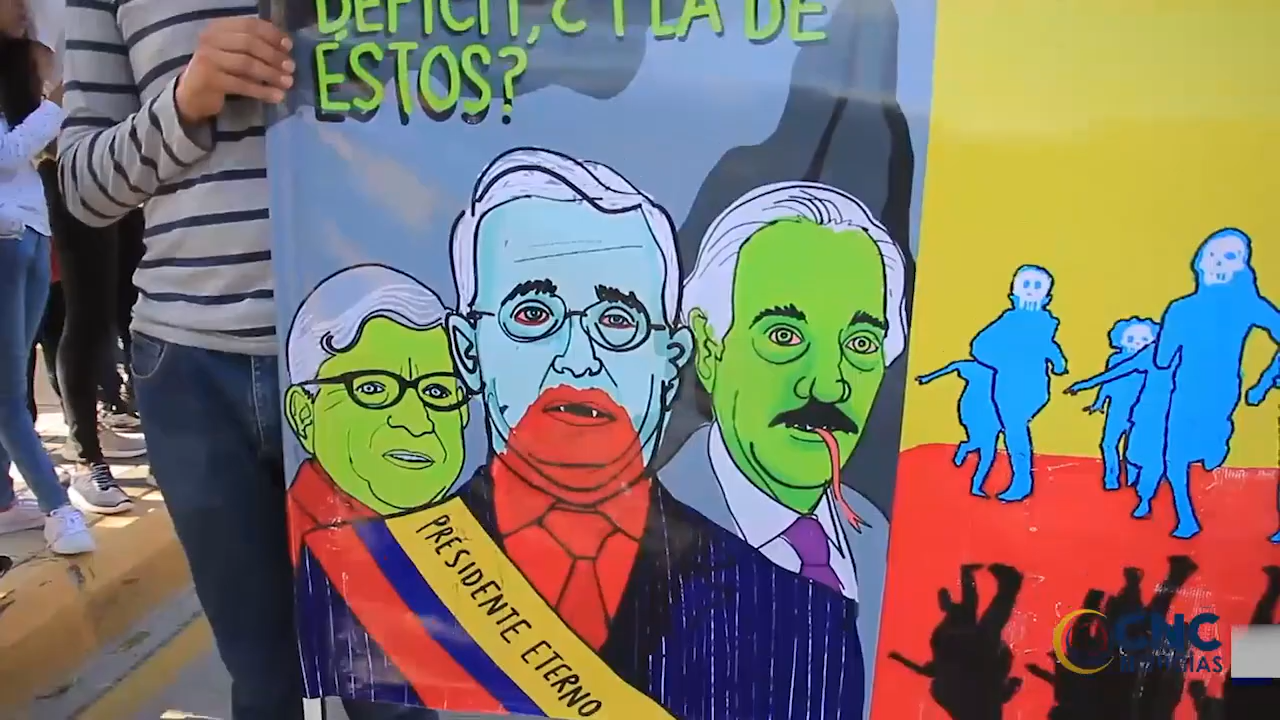 DÉFICIT, ¿Y LA DE
ÉSTOS?
PRESIDENTE ETERNO
CNC
NOTICIAS